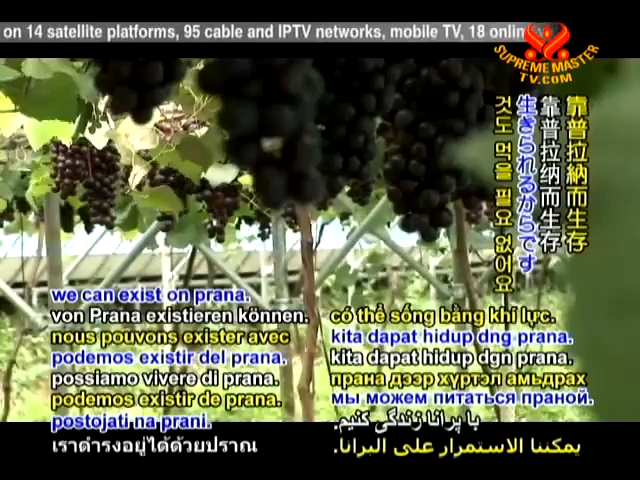 on 14 satellite platforms, 95 cable and IPTV networks, mobile TV, 18 online
SUPREME MASTER
TV.COM
靠普拉納而生存
靠普拉纳而生存
生きられるからです
것도 먹을 필요 없어요
we can exist on prana.
von Prana existieren können.
nous pouvons exister avec
podemos existir del prana.
possiamo vivere di prana.
podemos existir de prana.
postojati na prani.
เราดำรงอยู่ได้ด้วยปราณ
có thể sống bằng khí lực.
kita dapat hidup dng prana.
kita dapat hidup dgn prana.
прана дээр хүртэл амьдрах
мы можем питаться праной.
با پرانا زندگی کنیم.
يمكننا الاستمرار على البرانا.